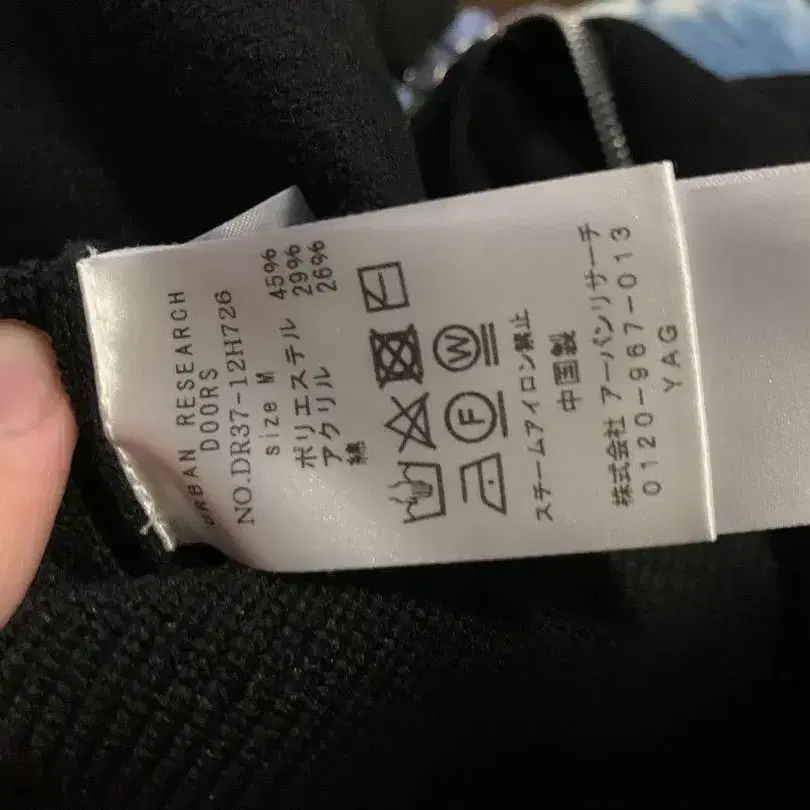 URBAN RESEARCH
DOORS
NO.DR37-12H726
size M
ポリエステル 45%
アクリル 29%
綿 26%
W
F
スチームアイロン禁止
中国製
株式会社 アーバンリサーチ
0120-967-013
YAG